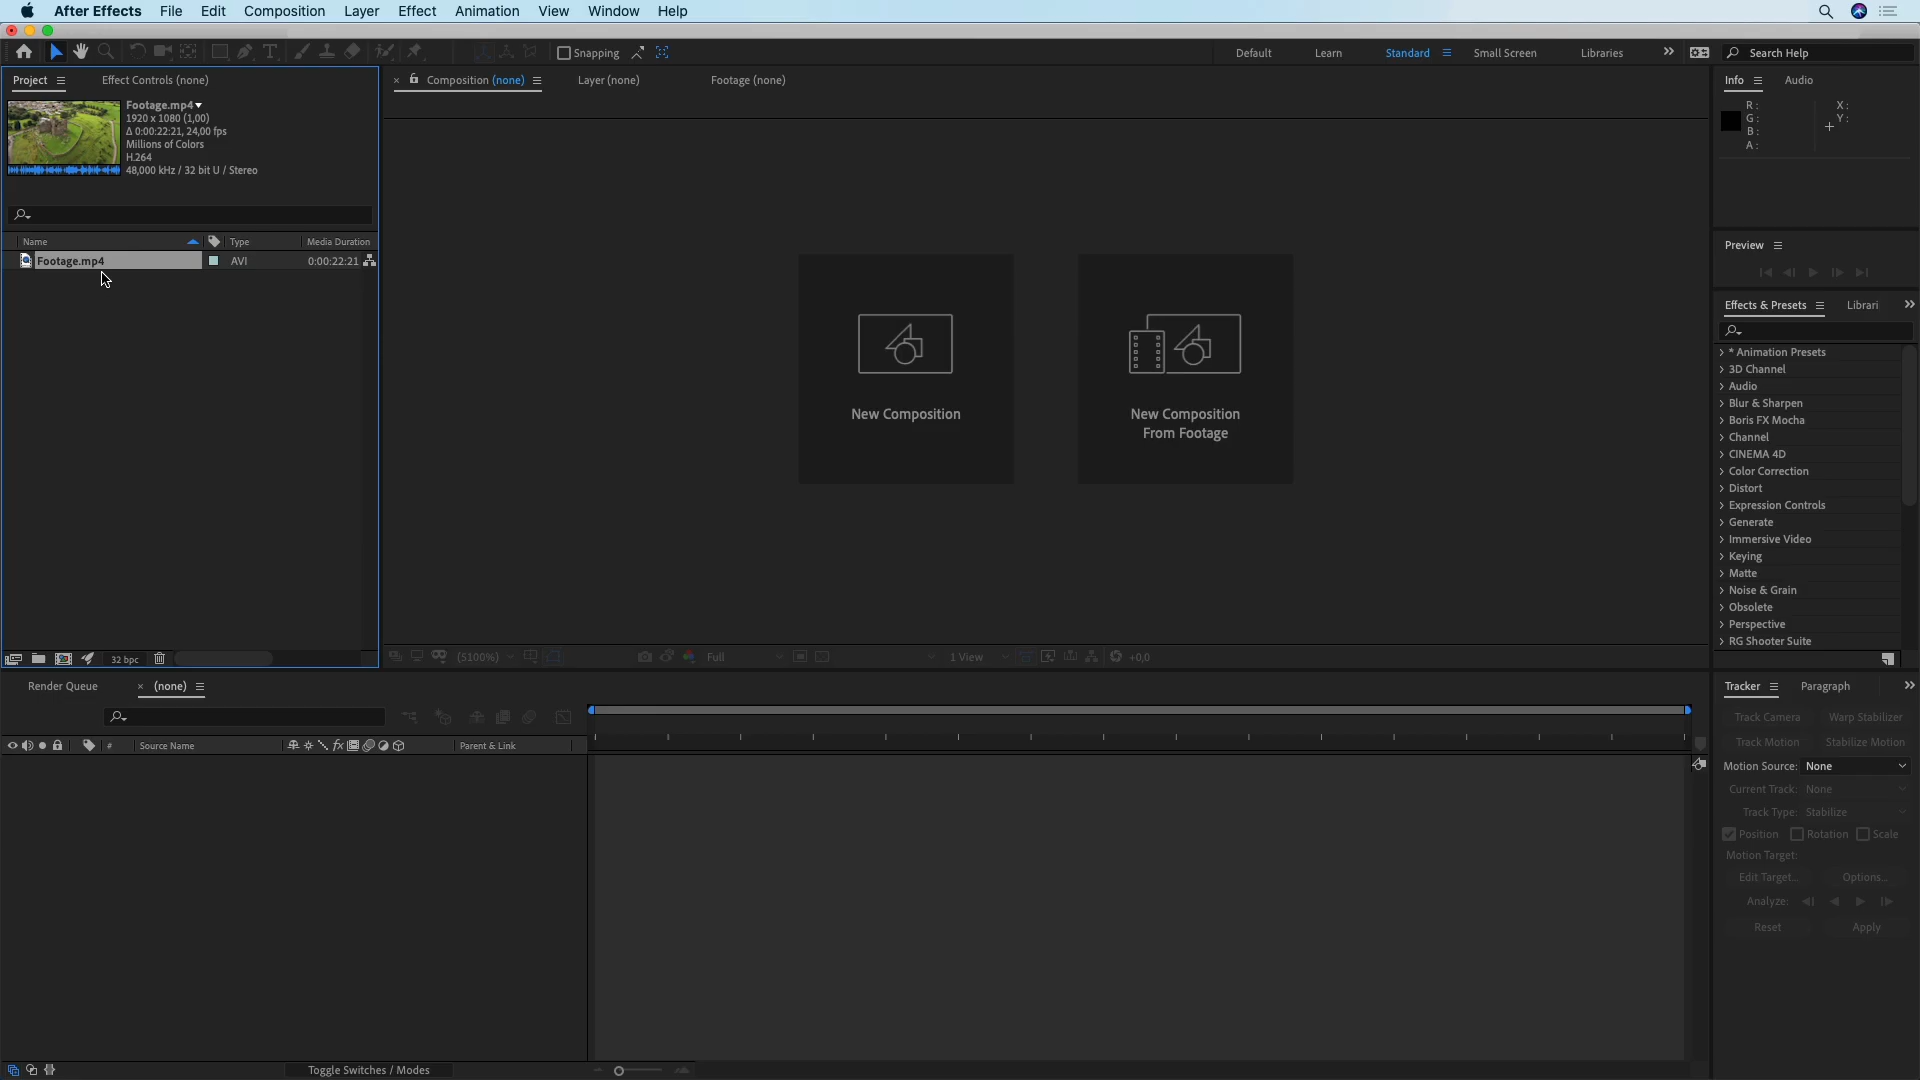 After Effects File Edit Composition Layer Effect Animation View Window Help
Snapping
Default Learn Standard Small Screen Libraries Search Help
Project Effect Controls (none)
Composition (none) Layer (none) Footage (none)
Info Audio
Footage.mp4
1920 x 1080 (1,00)
Δ 0:00:22:21, 24,00 fps
Millions of Colors
H.264
48,000 kHz / 32 bit U / Stereo
R :
G :
B :
A :
X :
Y :
Name Type Media Duration
Footage.mp4 AVI 0:00:22:21
New Composition
New Composition
From Footage
Preview
Effects & Presets Librari
* Animation Presets
3D Channel
Audio
Blur & Sharpen
Boris FX Mocha
Channel
CINEMA 4D
Color Correction
Distort
Expression Controls
Generate
Immersive Video
Keying
Matte
Noise & Grain
Obsolete
Perspective
RG Shooter Suite
32 bpc
(5100%) Full 1 View +0,0
Render Queue (none)
# Source Name fx Parent & Link
Toggle Switches / Modes
Tracker Paragraph
Track Camera Warp Stabilizer
Track Motion Stabilize Motion
Motion Source: None
Current Track: None
Track Type: Stabilize
Position Rotation Scale
Motion Target:
Edit Target... Options...
Analyze:
Reset Apply